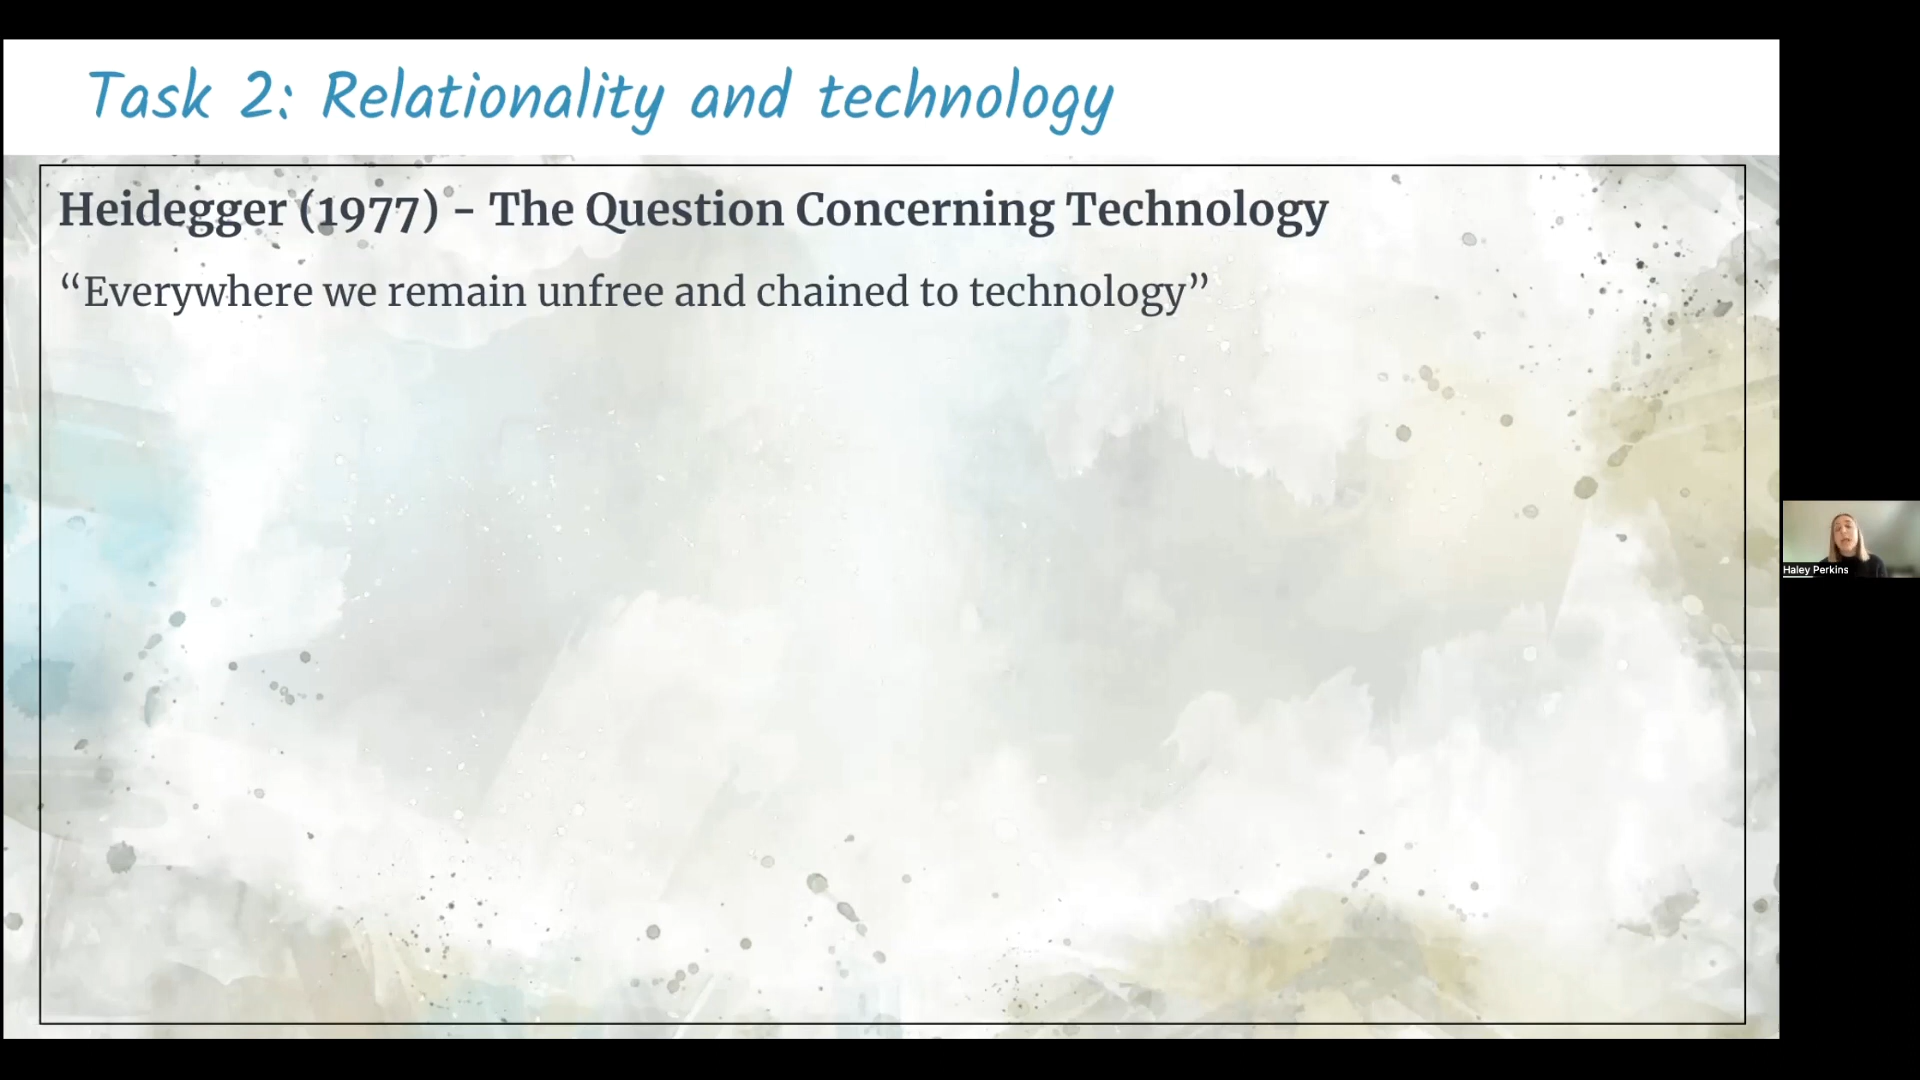 Task 2: Relationality and technology
Heidegger (1977) – The Question Concerning Technology
“Everywhere we remain unfree and chained to technology”
Haley Perkins